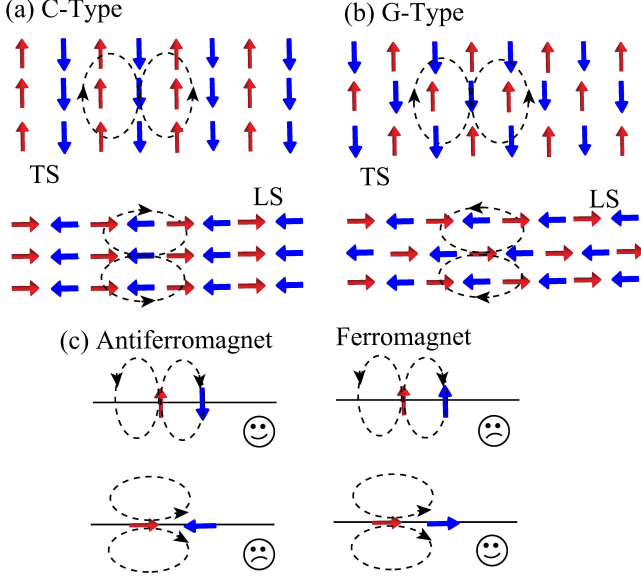 (a) C-Type
(b) G-Type
TS
LS
TS
LS
(c) Antiferromagnet
Ferromagnet